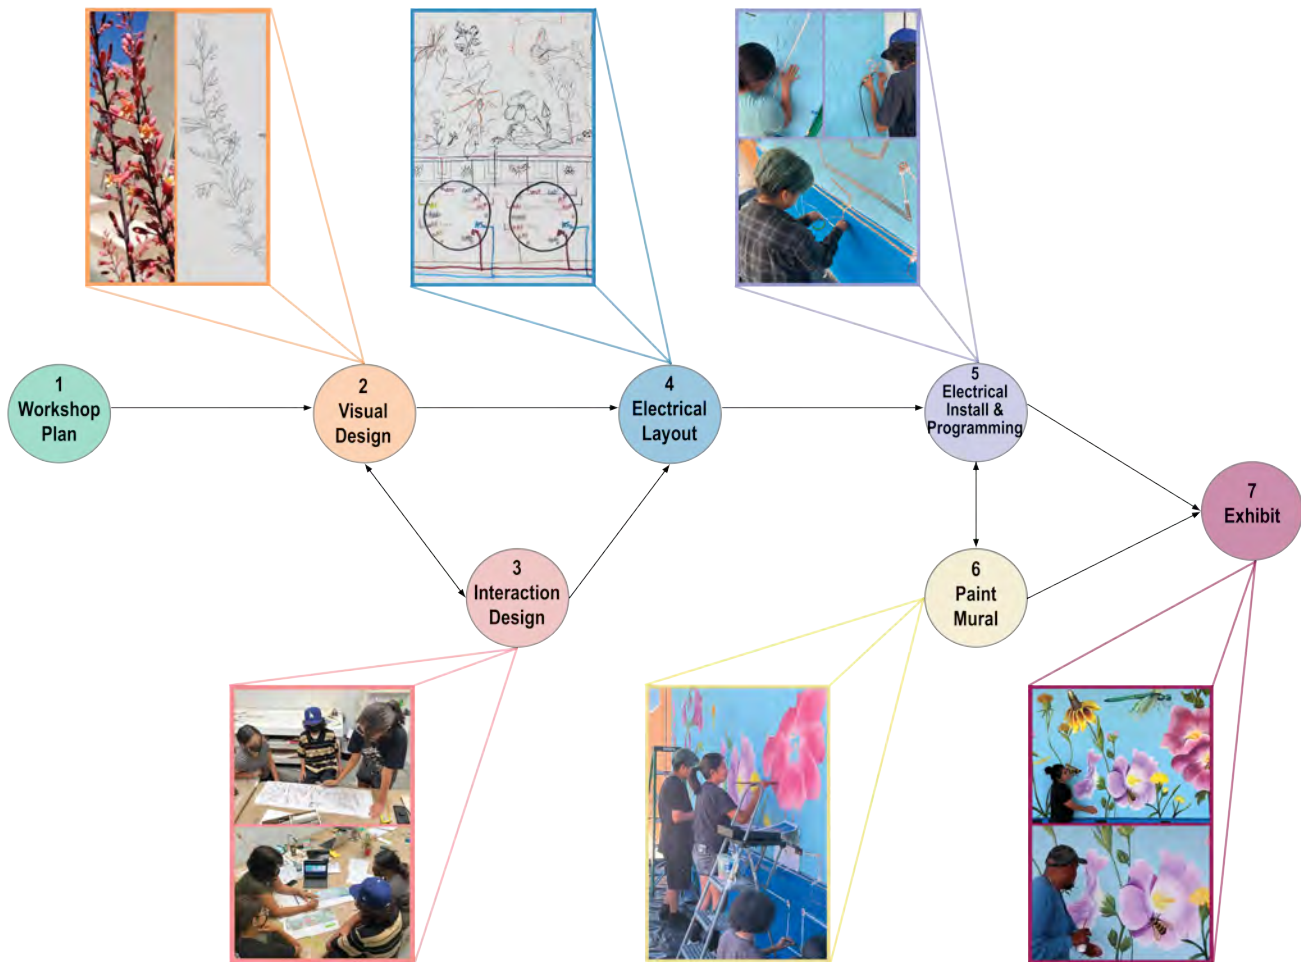 1
Workshop
Plan
2
Visual
Design
3
Interaction
Design
4
Electrical
Layout
5
Electrical
Install &
Programming
6
Paint
Mural
7
Exhibit